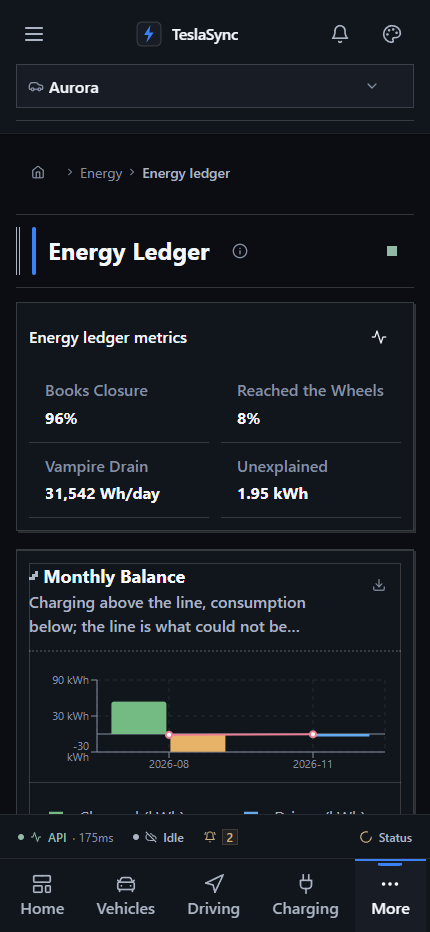 TeslaSync
Aurora
Energy
Energy ledger
Energy Ledger
Energy ledger metrics
Books Closure
Reached the Wheels
96%
8%
Vampire Drain
Unexplained
31,542 Wh/day
1.95 kWh
Monthly Balance
Charging above the line, consumption
below; the line is what could not be...
90 kWh
30 kWh
-30
kWh
2026-08
2026-11
API · 175ms
Idle
2
Status
Home
Vehicles
Driving
Charging
More